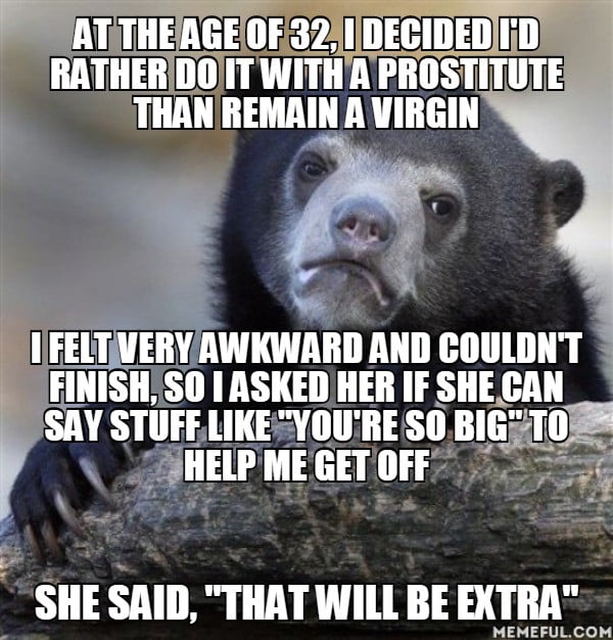 AT THE AGE OF 32, I DECIDED I'D
RATHER DO IT WITH A PROSTITUTE
THAN REMAIN A VIRGIN
I FELT VERY AWKWARD AND COULDN'T
FINISH, SO I ASKED HER IF SHE CAN
SAY STUFF LIKE "YOU'RE SO BIG" TO
HELP ME GET OFF
SHE SAID, "THAT WILL BE EXTRA"
MEMEFUL.COM